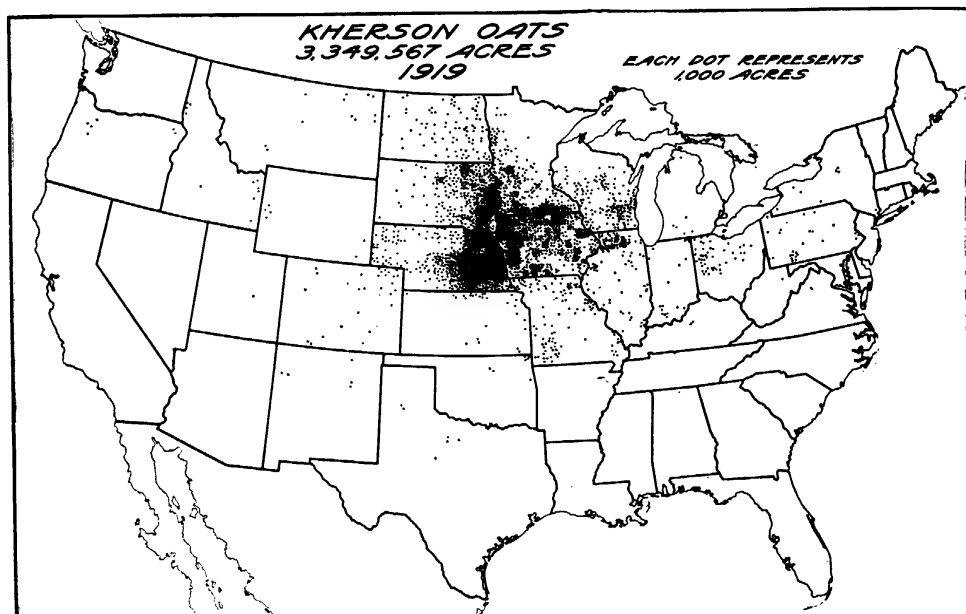 KHERSON OATS
3,349,567 ACRES
1919
EACH DOT REPRESENTS
1,000 ACRES